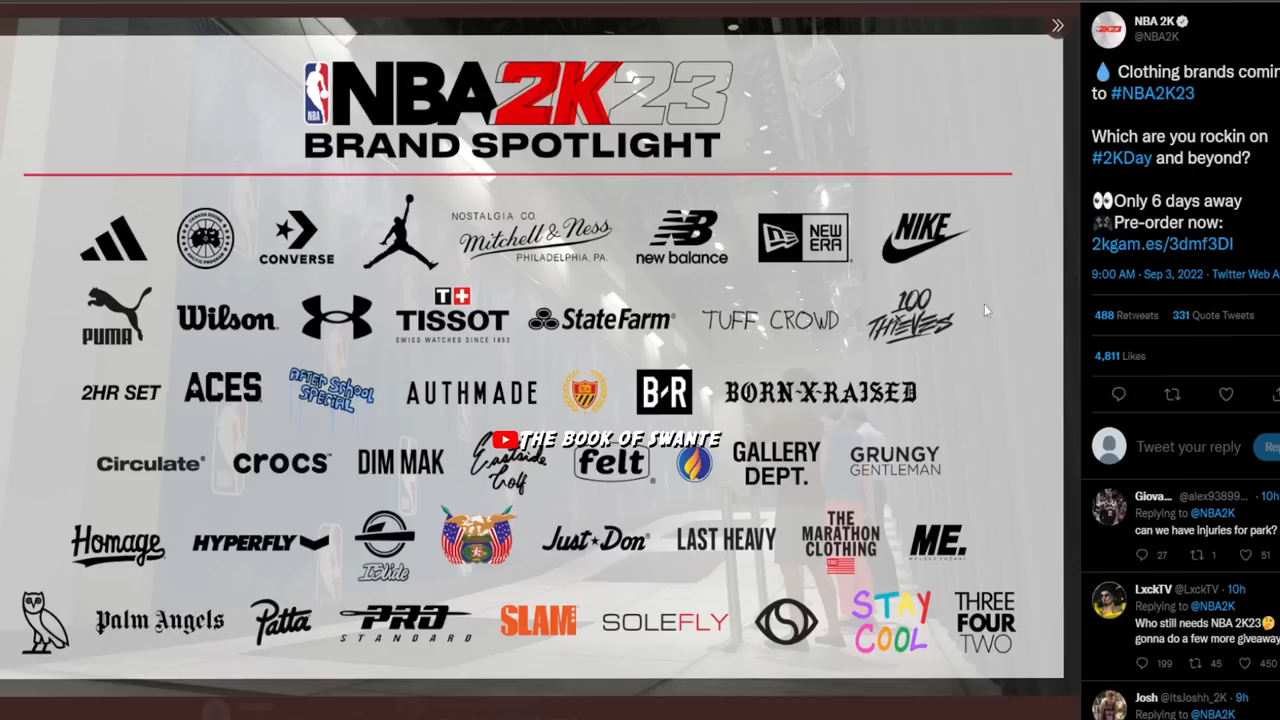 NBA 2K23
BRAND SPOTLIGHT
CONVERSE
NOSTALGIA CO.
Mitchell & Ness
PHILADELPHIA, PA.
new balance
NEW ERA
NIKE
PUMA
Wilson
TISSOT
SWISS WATCHES SINCE 1853
StateFarm
TUFF CROWD
100 THIEVES
2HR SET
ACES
AFTER SCHOOL SPECIAL
AUTHMADE
B·R
BORN·X·RAISED
THE BOOK OF SWANTE
Circulate
crocs
DIM MAK
Eastside Golf
felt
GALLERY DEPT.
GRUNGY GENTLEMAN
Homage
HYPERFLY
ISlide
Just★Don
LAST HEAVY
THE MARATHON CLOTHING
ME.
Palm Angels
Patta
PRO STANDARD
SLAM
SOLEFLY
STAY COOL
THREE FOUR TWO
NBA 2K
@NBA2K
💧 Clothing brands comin
to #NBA2K23
Which are you rockin on
#2KDay and beyond?
👀Only 6 days away
🎮Pre-order now:
2kgam.es/3dmf3DI
9:00 AM · Sep 3, 2022 · Twitter Web A
488 Retweets 331 Quote Tweets
4,811 Likes
Tweet your reply
Giova... @alex93899... · 10h
Replying to @NBA2K
can we have injuries for park?
27 1 51
LxckTV @LxckTV · 10h
Replying to @NBA2K
Who still needs NBA 2K23🤔
gonna do a few more giveaway
199 45 450
Josh @ItsJoshh_2K · 9h
Replying to @NBA2K